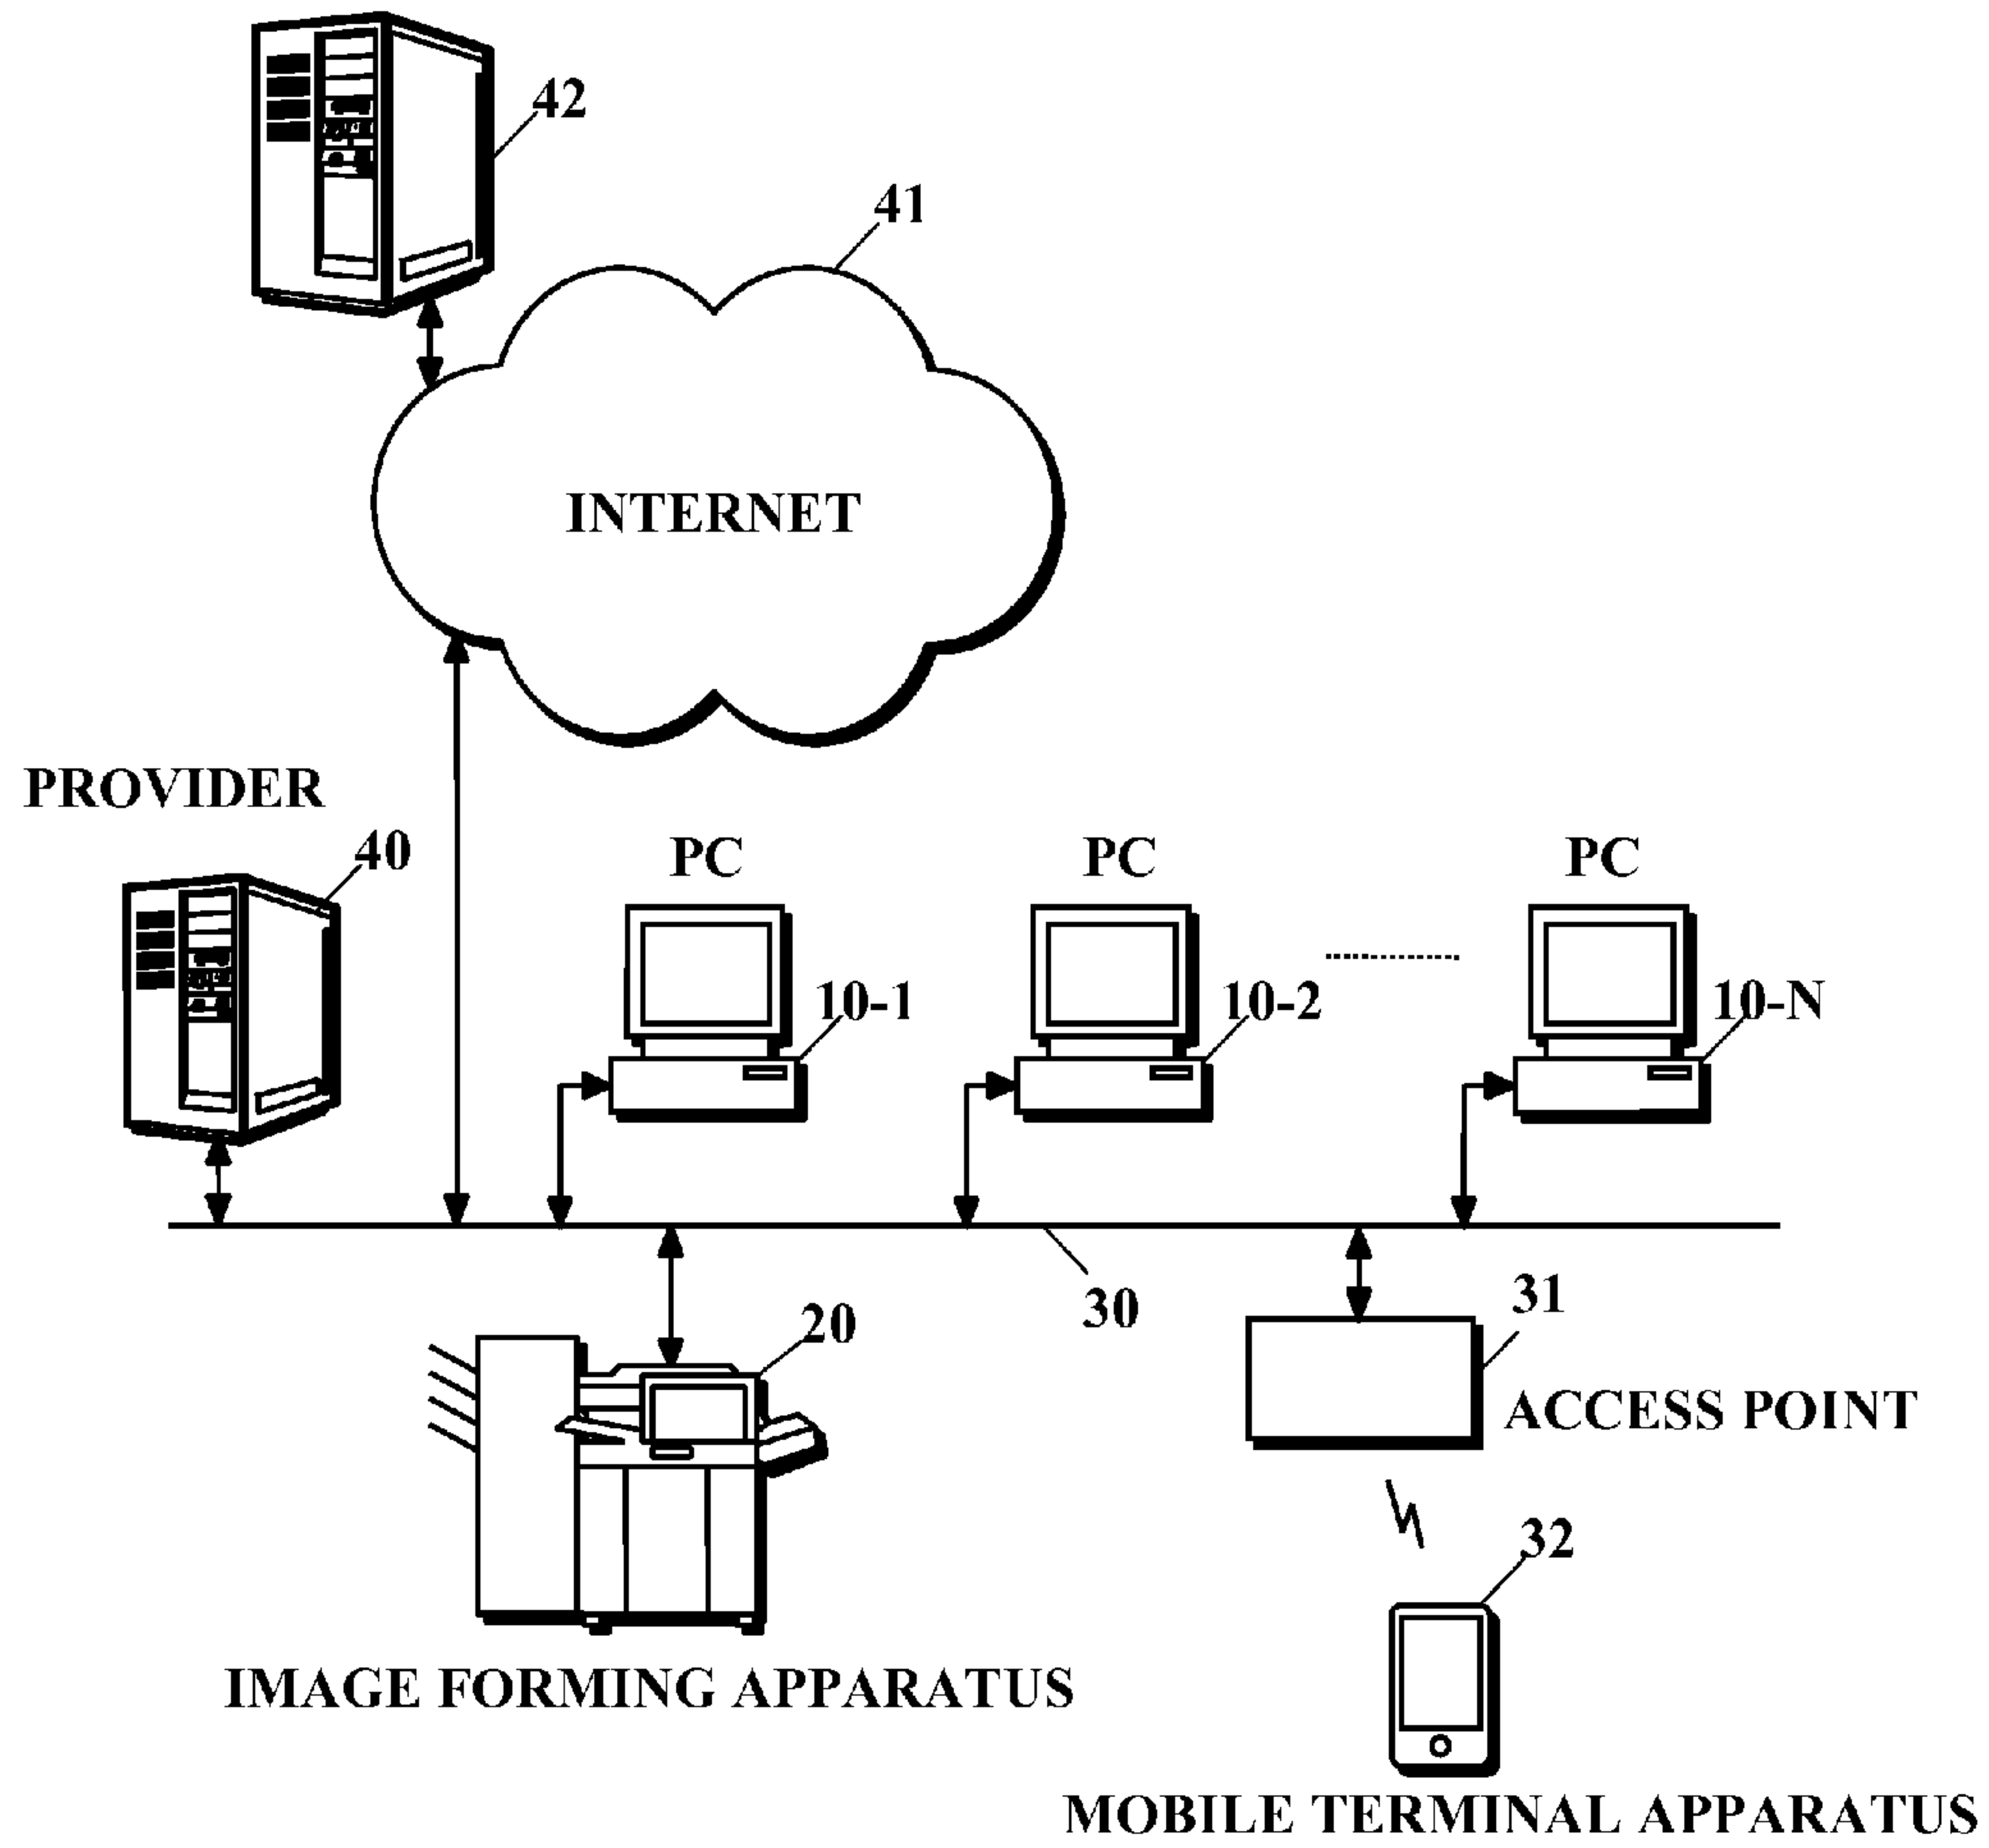 42
41
INTERNET
PROVIDER
40
PC PC PC
10-1 10-2 10-N
30
31
20
ACCESS POINT
32
IMAGE FORMING APPARATUS
MOBILE TERMINAL APPARATUS